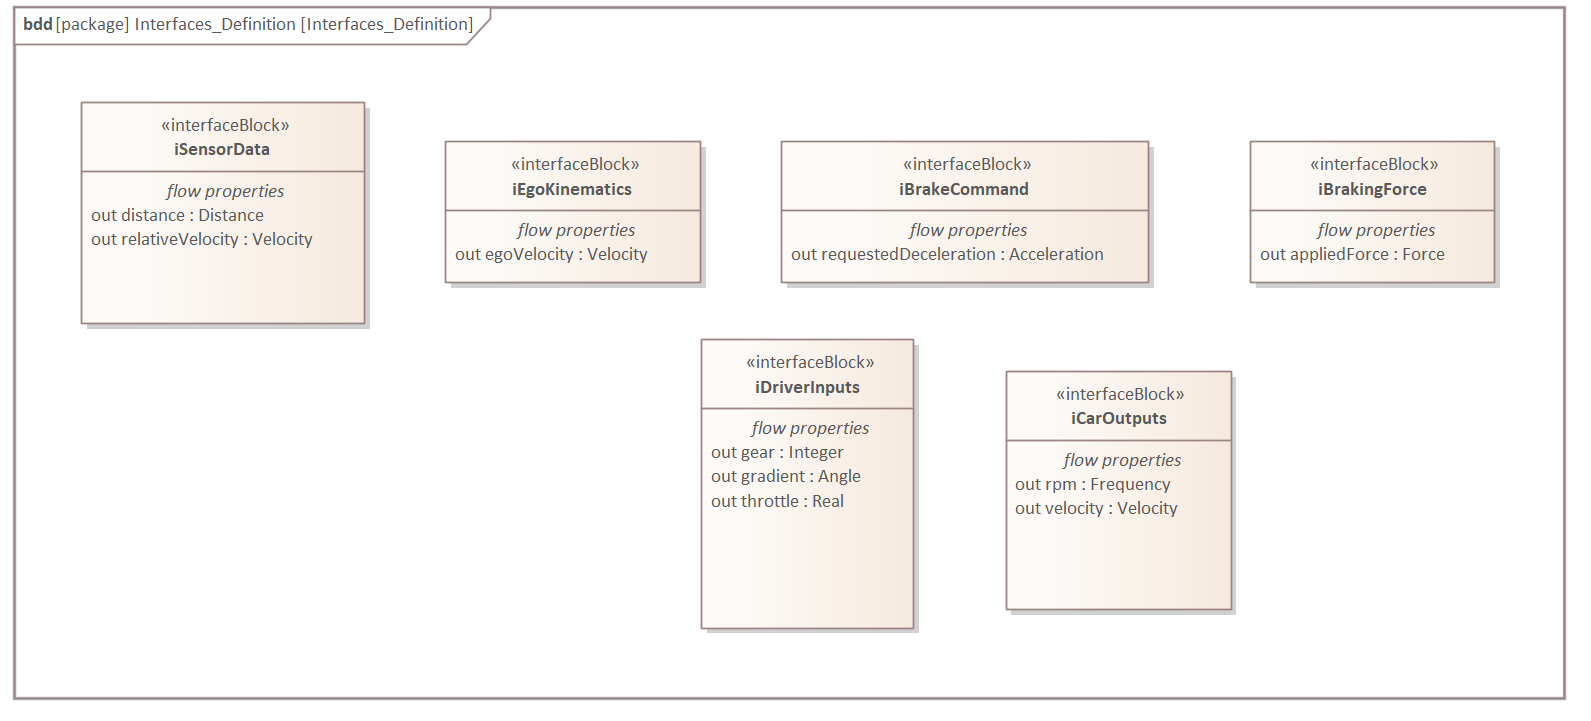 bdd [package] Interfaces_Definition [Interfaces_Definition]
«interfaceBlock»
iSensorData
flow properties
out distance : Distance
out relativeVelocity : Velocity
«interfaceBlock»
iEgoKinematics
flow properties
out egoVelocity : Velocity
«interfaceBlock»
iBrakeCommand
flow properties
out requestedDeceleration : Acceleration
«interfaceBlock»
iBrakingForce
flow properties
out appliedForce : Force
«interfaceBlock»
iDriverInputs
flow properties
out gear : Integer
out gradient : Angle
out throttle : Real
«interfaceBlock»
iCarOutputs
flow properties
out rpm : Frequency
out velocity : Velocity